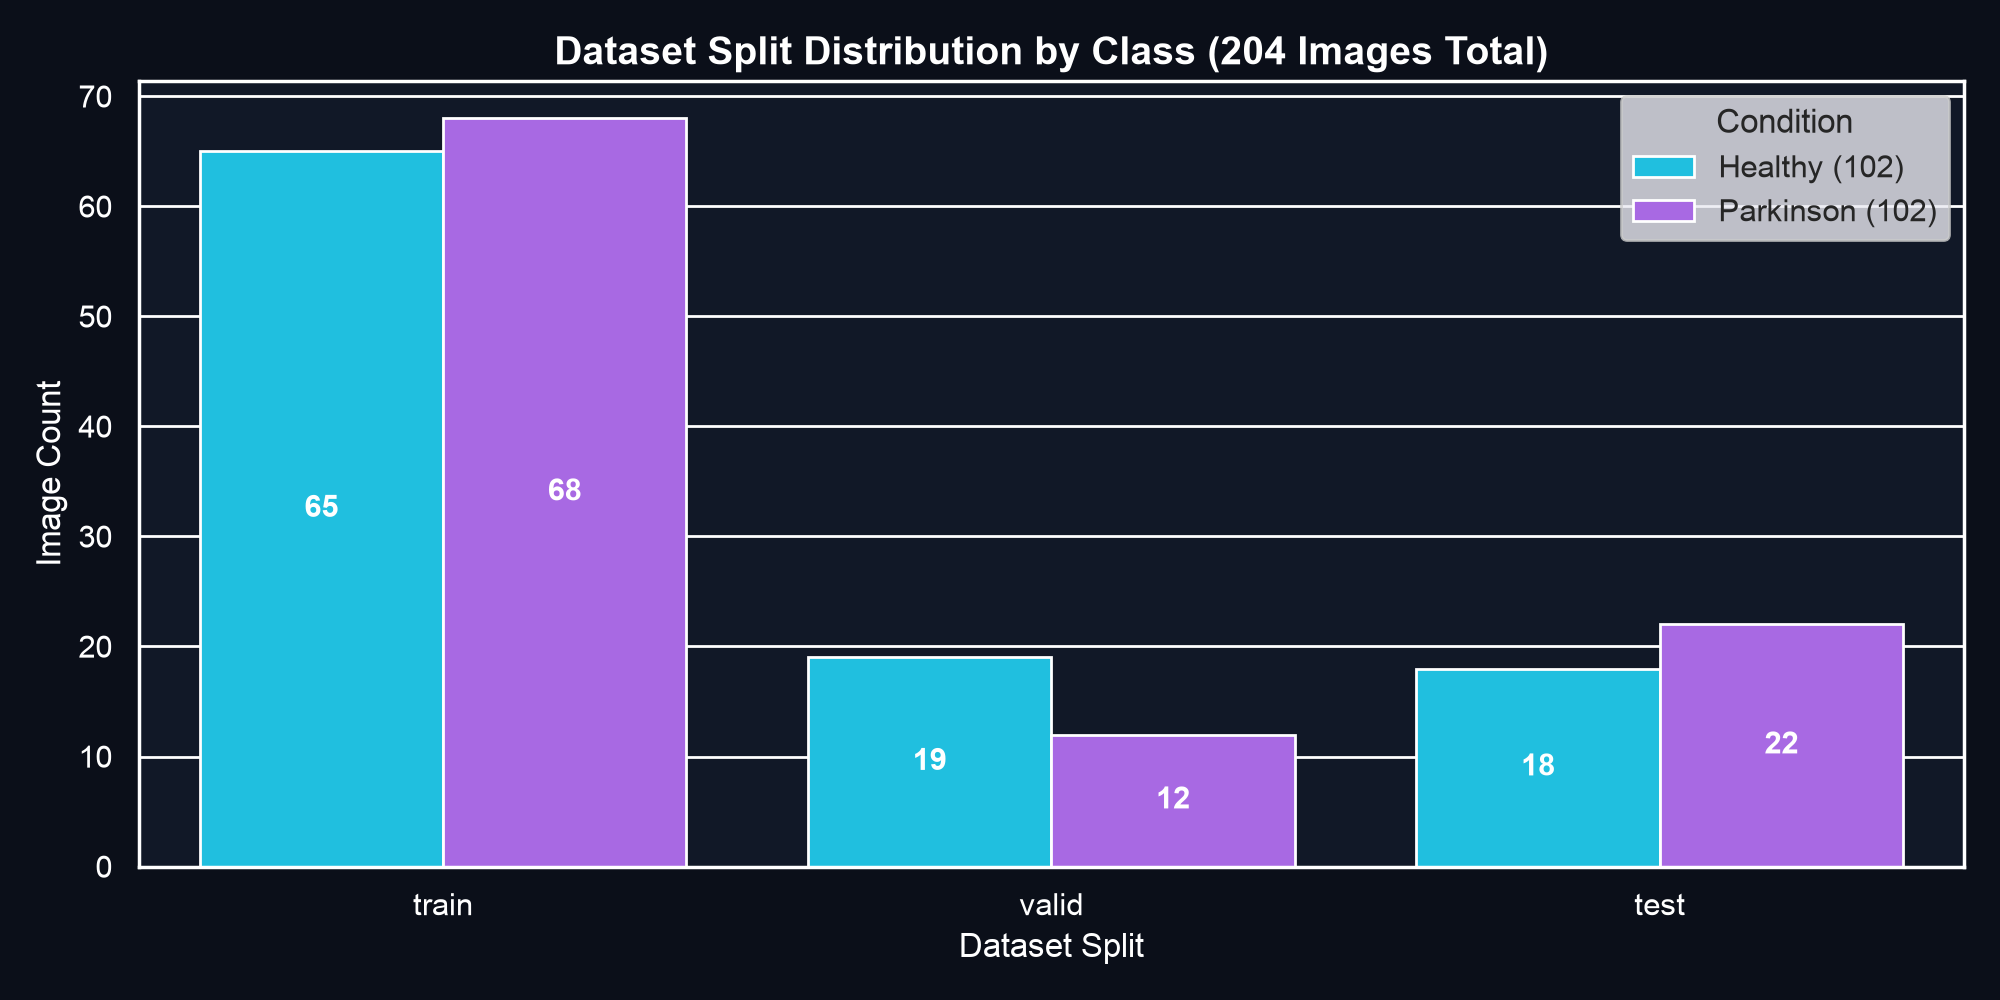 Dataset Split Distribution by Class (204 Images Total)
70
60
50
40
30
20
10
0
Image Count
Condition
Healthy (102)
Parkinson (102)
65
68
19
12
18
22
train
valid
test
Dataset Split